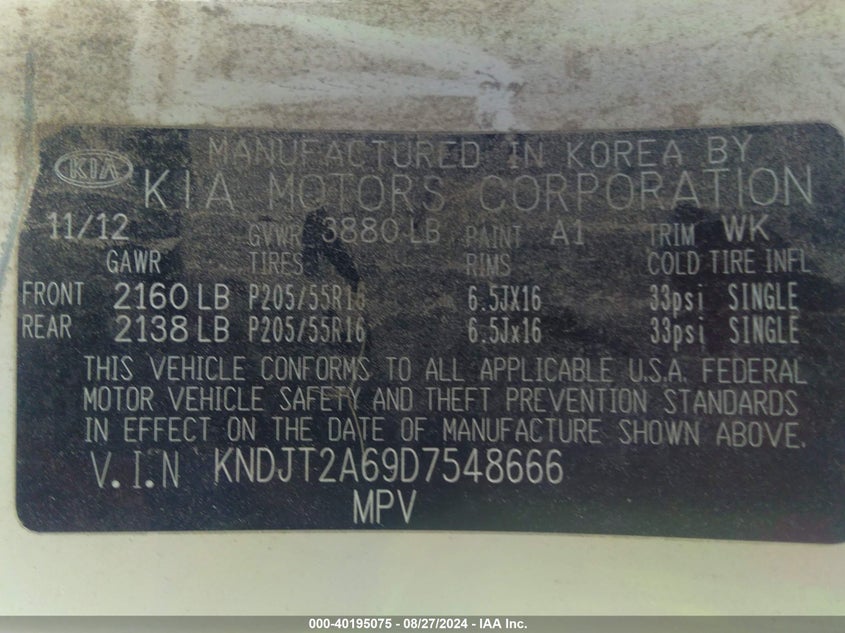 KIA MANUFACTURED IN KOREA BY
KIA MOTORS CORPORATION
11/12 GVWR 3880 LB PAINT A1 TRIM WK
GAWR TIRES RIMS COLD TIRE INFL
FRONT 2160 LB P205/55R16 6.5JX16 33psi SINGLE
REAR 2138 LB P205/55R16 6.5Jx16 33psi SINGLE
THIS VEHICLE CONFORMS TO ALL APPLICABLE U.S.A. FEDERAL
MOTOR VEHICLE SAFETY AND THEFT PREVENTION STANDARDS
IN EFFECT ON THE DATE OF MANUFACTURE SHOWN ABOVE.
V.I.N KNDJT2A69D7548666
MPV
000-40195075 - 08/27/2024 - IAA Inc.